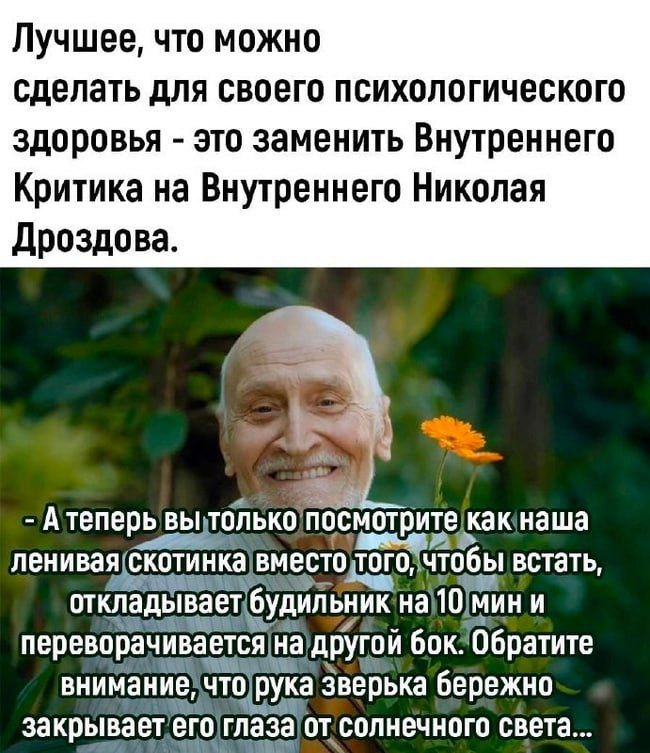 Лучшее, что можно
сделать для своего психологического
здоровья - это заменить Внутреннего
Критика на Внутреннего Николая
Дроздова.
- А теперь вы только посмотрите как наша
ленивая скотинка вместо того, чтобы встать,
откладывает будильник на 10 мин и
переворачивается на другой бок. Обратите
внимание, что рука зверька бережно
закрывает его глаза от солнечного света...